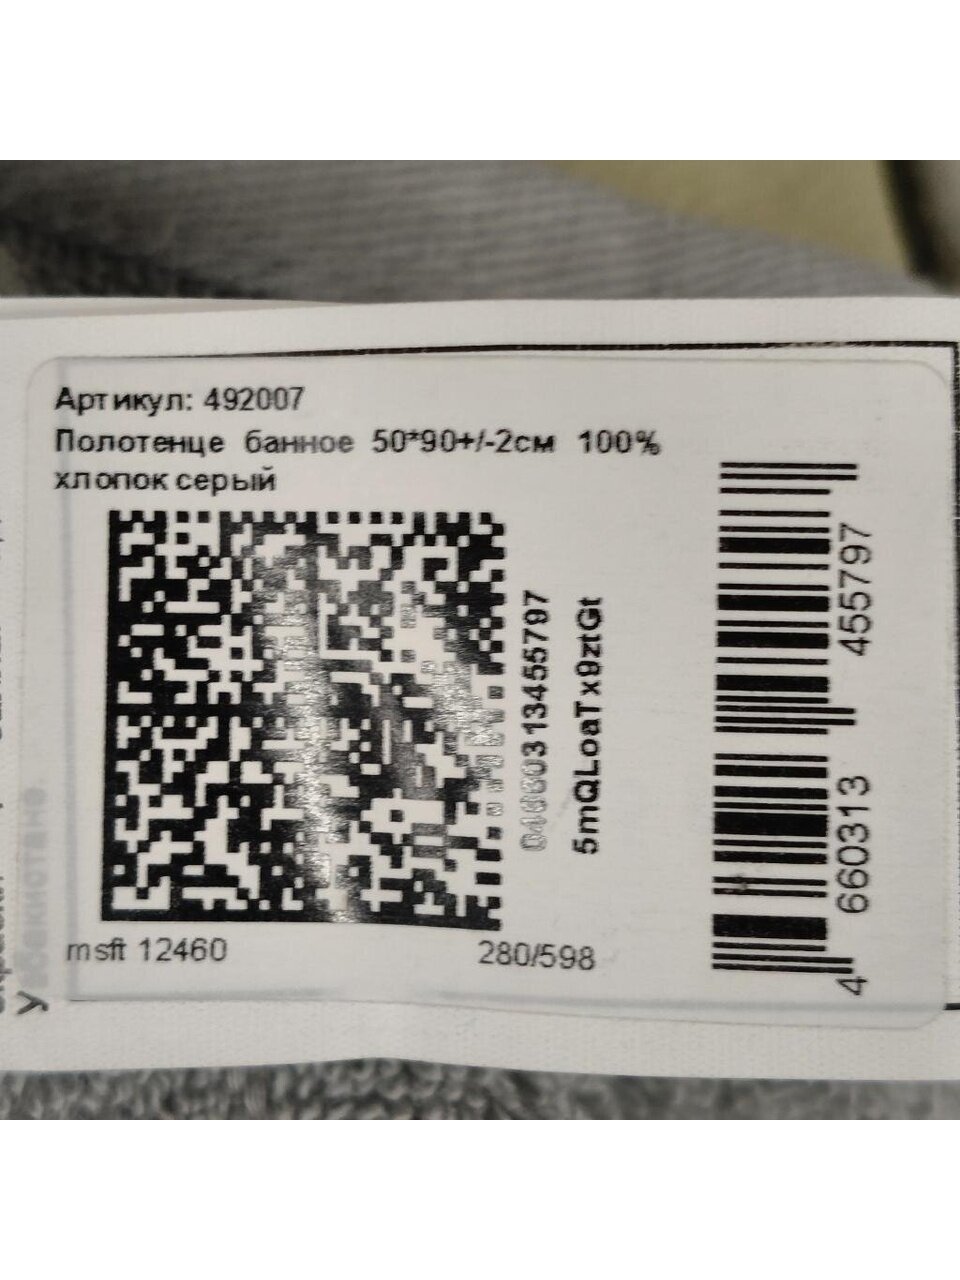 Артикул: 492007
Полотенце банное 50*90+/-2см 100%
хлопок серый
04660313455797
5mQLoaTx9ztGt
msft 12460
280/598
4 660313 455797